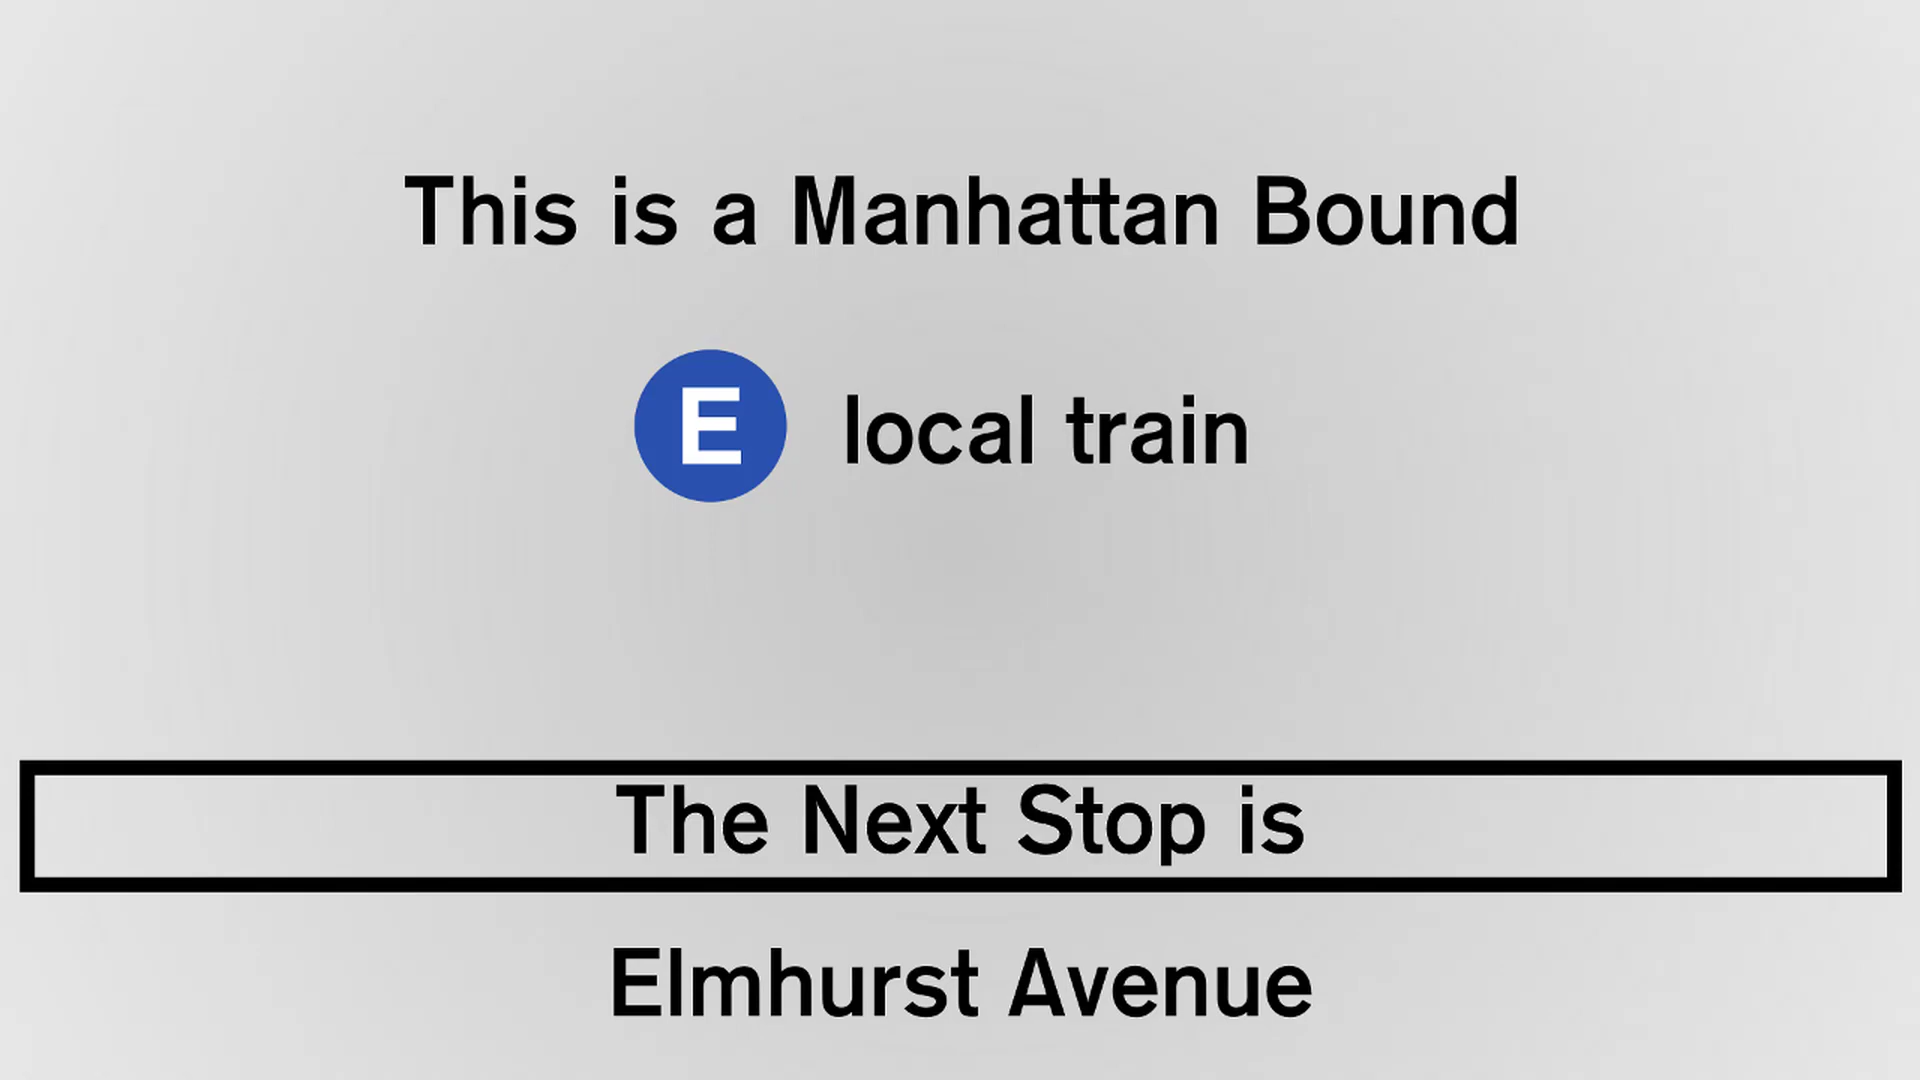 This is a Manhattan Bound
E local train
The Next Stop is
Elmhurst Avenue